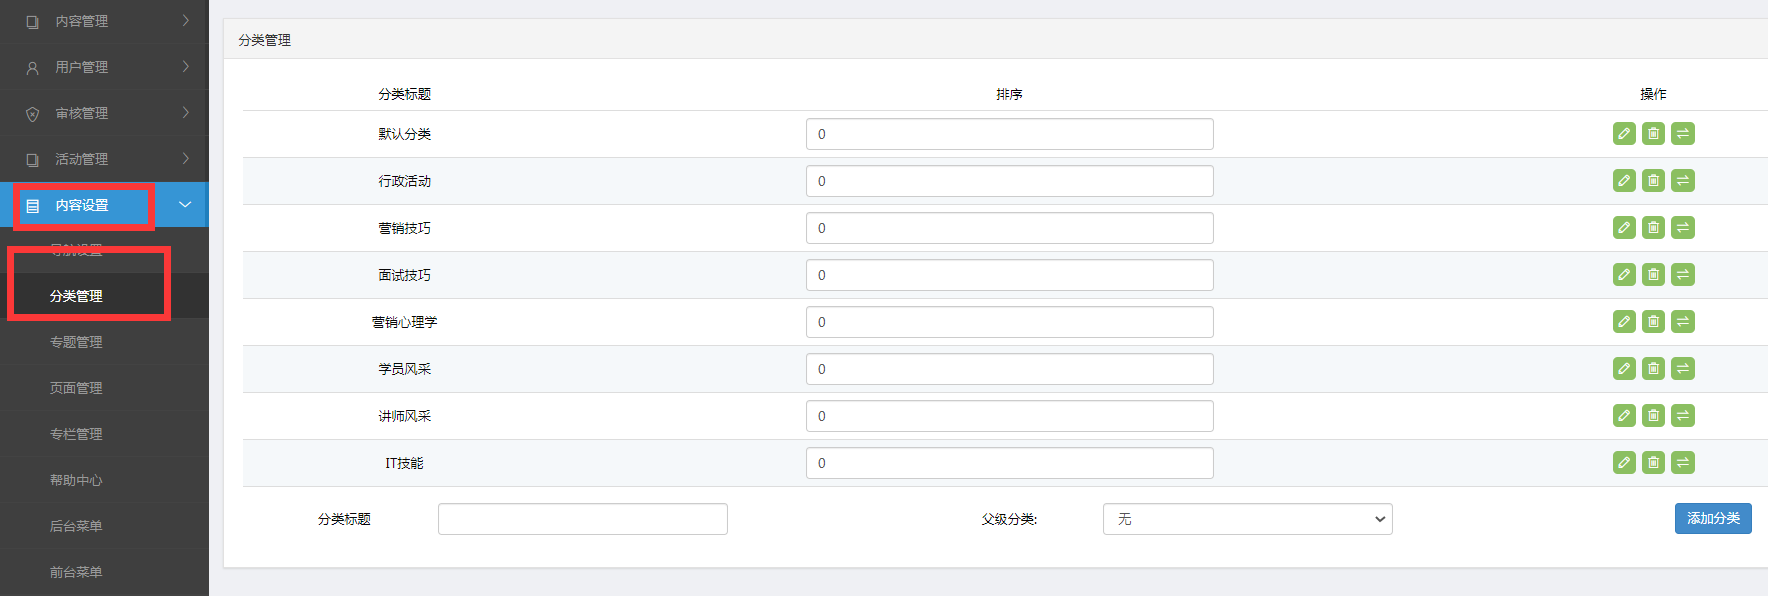 内容管理
用户管理
审核管理
活动管理
内容设置
导航设置
分类管理
专题管理
页面管理
专栏管理
帮助中心
后台菜单
前台菜单
分类管理
分类标题 排序 操作
默认分类 0
行政活动 0
营销技巧 0
面试技巧 0
营销心理学 0
学员风采 0
讲师风采 0
IT技能 0
分类标题 父级分类: 无 添加分类